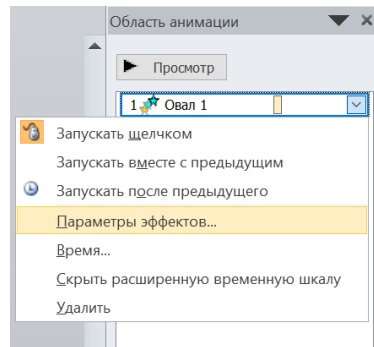 Область анимации
Просмотр
1 Овал 1
Запускать щелчком
Запускать вместе с предыдущим
Запускать после предыдущего
Параметры эффектов...
Время...
Скрыть расширенную временную шкалу
Удалить